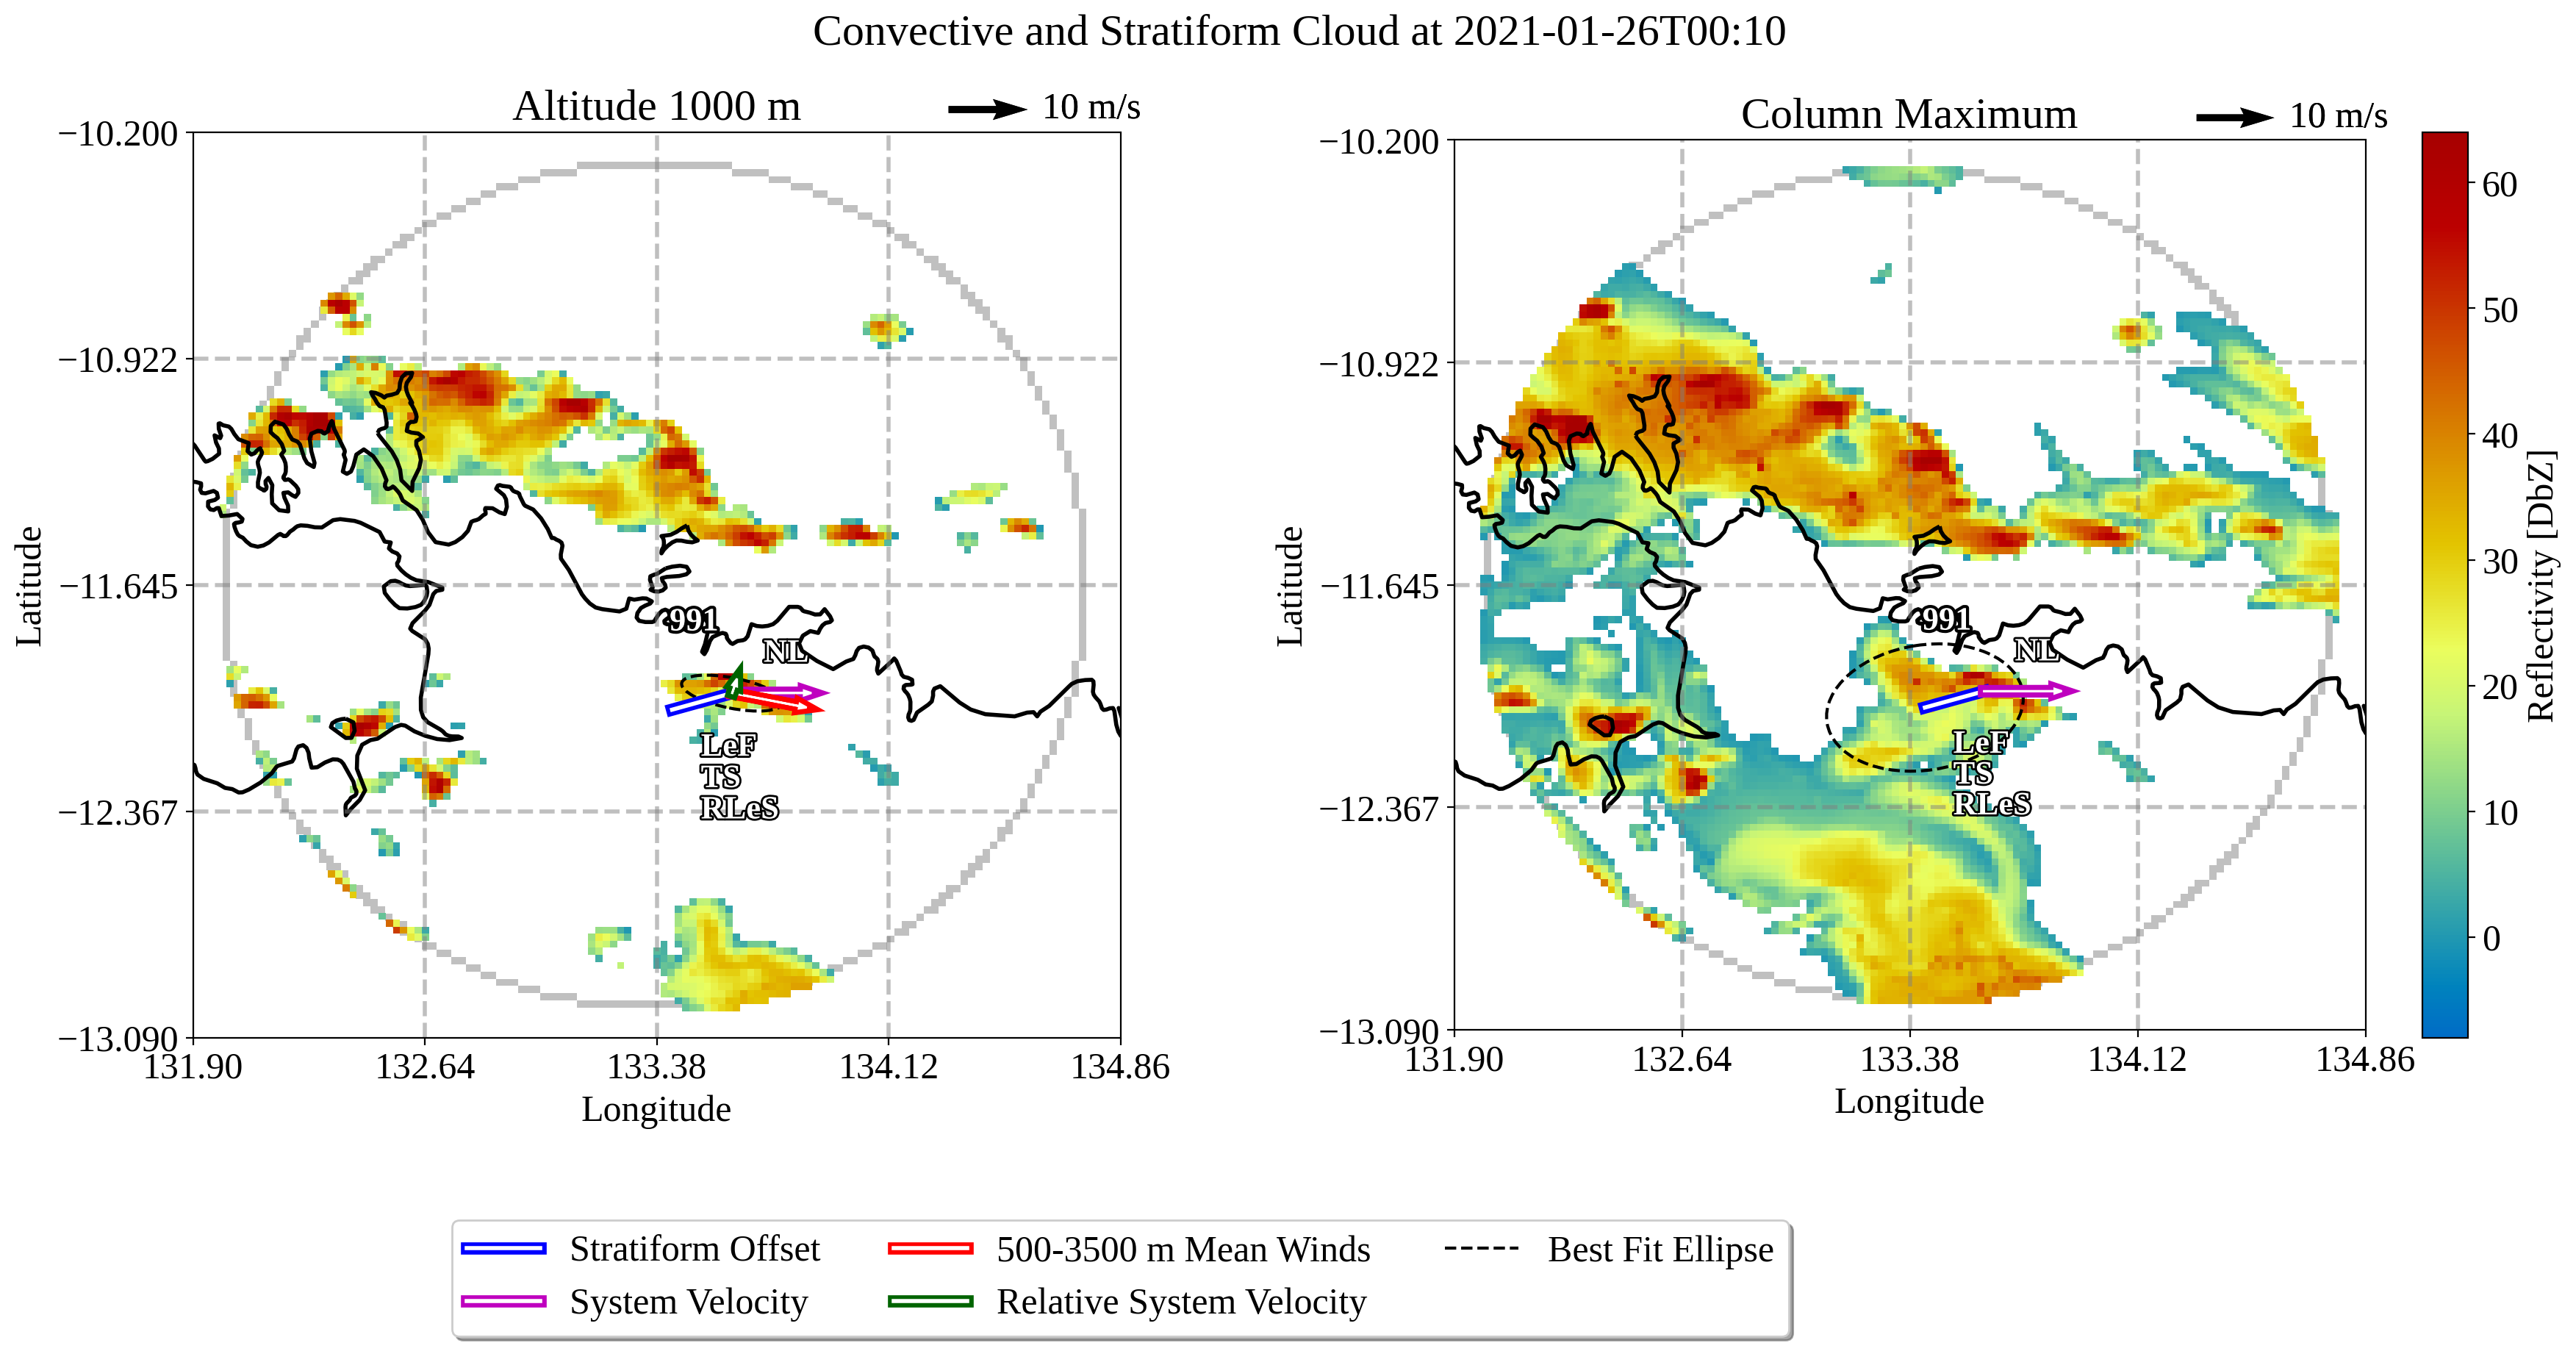 Convective and Stratiform Cloud at 2021-01-26T00:10
Altitude 1000 m
10 m/s
−10.200
−10.922
−11.645
−12.367
−13.090
131.90
132.64
133.38
134.12
134.86
Latitude
Longitude
991
NL
LeF
TS
RLeS
Column Maximum
10 m/s
−10.200
−10.922
−11.645
−12.367
−13.090
131.90
132.64
133.38
134.12
134.86
Latitude
Longitude
991
NL
LeF
TS
RLeS
60
50
40
30
20
10
0
Reflectivity [DbZ]
Stratiform Offset
System Velocity
500-3500 m Mean Winds
Relative System Velocity
Best Fit Ellipse